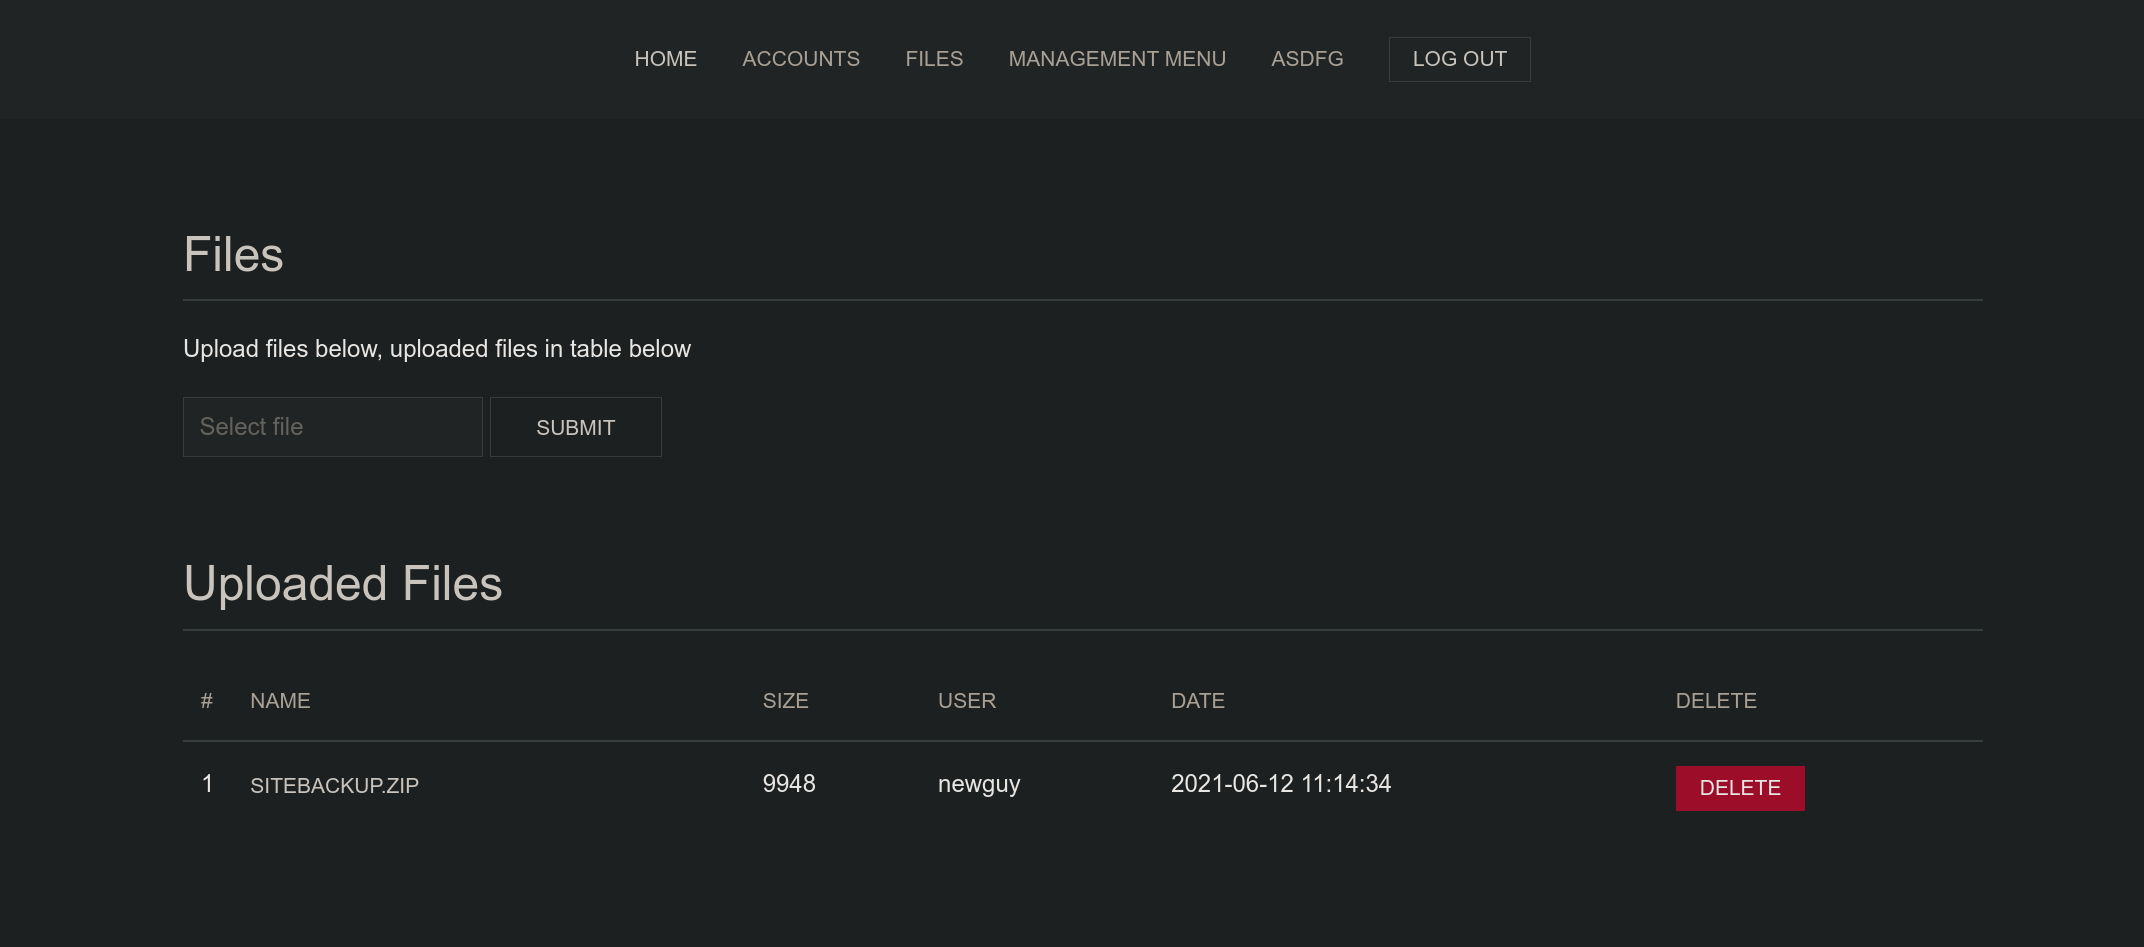 HOME ACCOUNTS FILES MANAGEMENT MENU ASDFG LOG OUT
Files
Upload files below, uploaded files in table below
Select file SUBMIT
Uploaded Files
# NAME SIZE USER DATE DELETE
1 SITEBACKUP.ZIP 9948 newguy 2021-06-12 11:14:34 DELETE